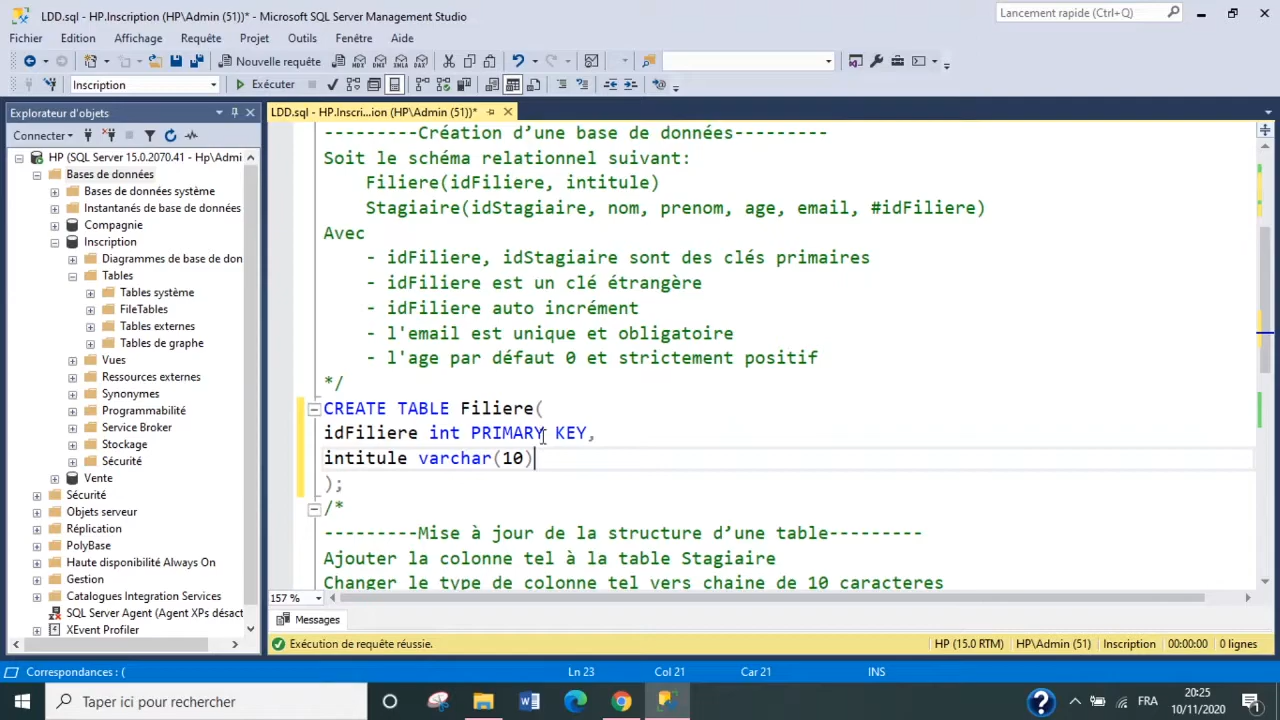 LDD.sql - HP.Inscription (HP\Admin (51))* - Microsoft SQL Server Management Studio
Lancement rapide (Ctrl+Q)
Fichier Edition Affichage Requête Projet Outils Fenêtre Aide
Nouvelle requête
Inscription Exécuter
Explorateur d'objets
LDD.sql - HP.Inscri...ion (HP\Admin (51))*
Connecter
HP (SQL Server 15.0.2070.41 - Hp\Admi
Bases de données
Bases de données système
Instantanés de base de données
Compagnie
Inscription
Diagrammes de base de don
Tables
Tables système
FileTables
Tables externes
Tables de graphe
Vues
Ressources externes
Synonymes
Programmabilité
Service Broker
Stockage
Sécurité
Vente
Sécurité
Objets serveur
Réplication
PolyBase
Haute disponibilité Always On
Gestion
Catalogues Integration Services
SQL Server Agent (Agent XPs désact
XEvent Profiler
---------Création d’une base de données---------
Soit le schéma relationnel suivant:
Filiere(idFiliere, intitule)
Stagiaire(idStagiaire, nom, prenom, age, email, #idFiliere)
Avec
- idFiliere, idStagiaire sont des clés primaires
- idFiliere est un clé étrangère
- idFiliere auto incrément
- l'email est unique et obligatoire
- l'age par défaut 0 et strictement positif
*/
CREATE TABLE Filiere(
idFiliere int PRIMARY KEY,
intitule varchar(10)
);
/*
---------Mise à jour de la structure d’une table---------
Ajouter la colonne tel à la table Stagiaire
Changer le type de colonne tel vers chaine de 10 caracteres
157 %
Messages
Exécution de requête réussie. HP (15.0 RTM) HP\Admin (51) Inscription 00:00:00 0 lignes
Correspondances : ( Ln 23 Col 21 Car 21 INS
Taper ici pour rechercher
FRA
20:25
10/11/2020
1